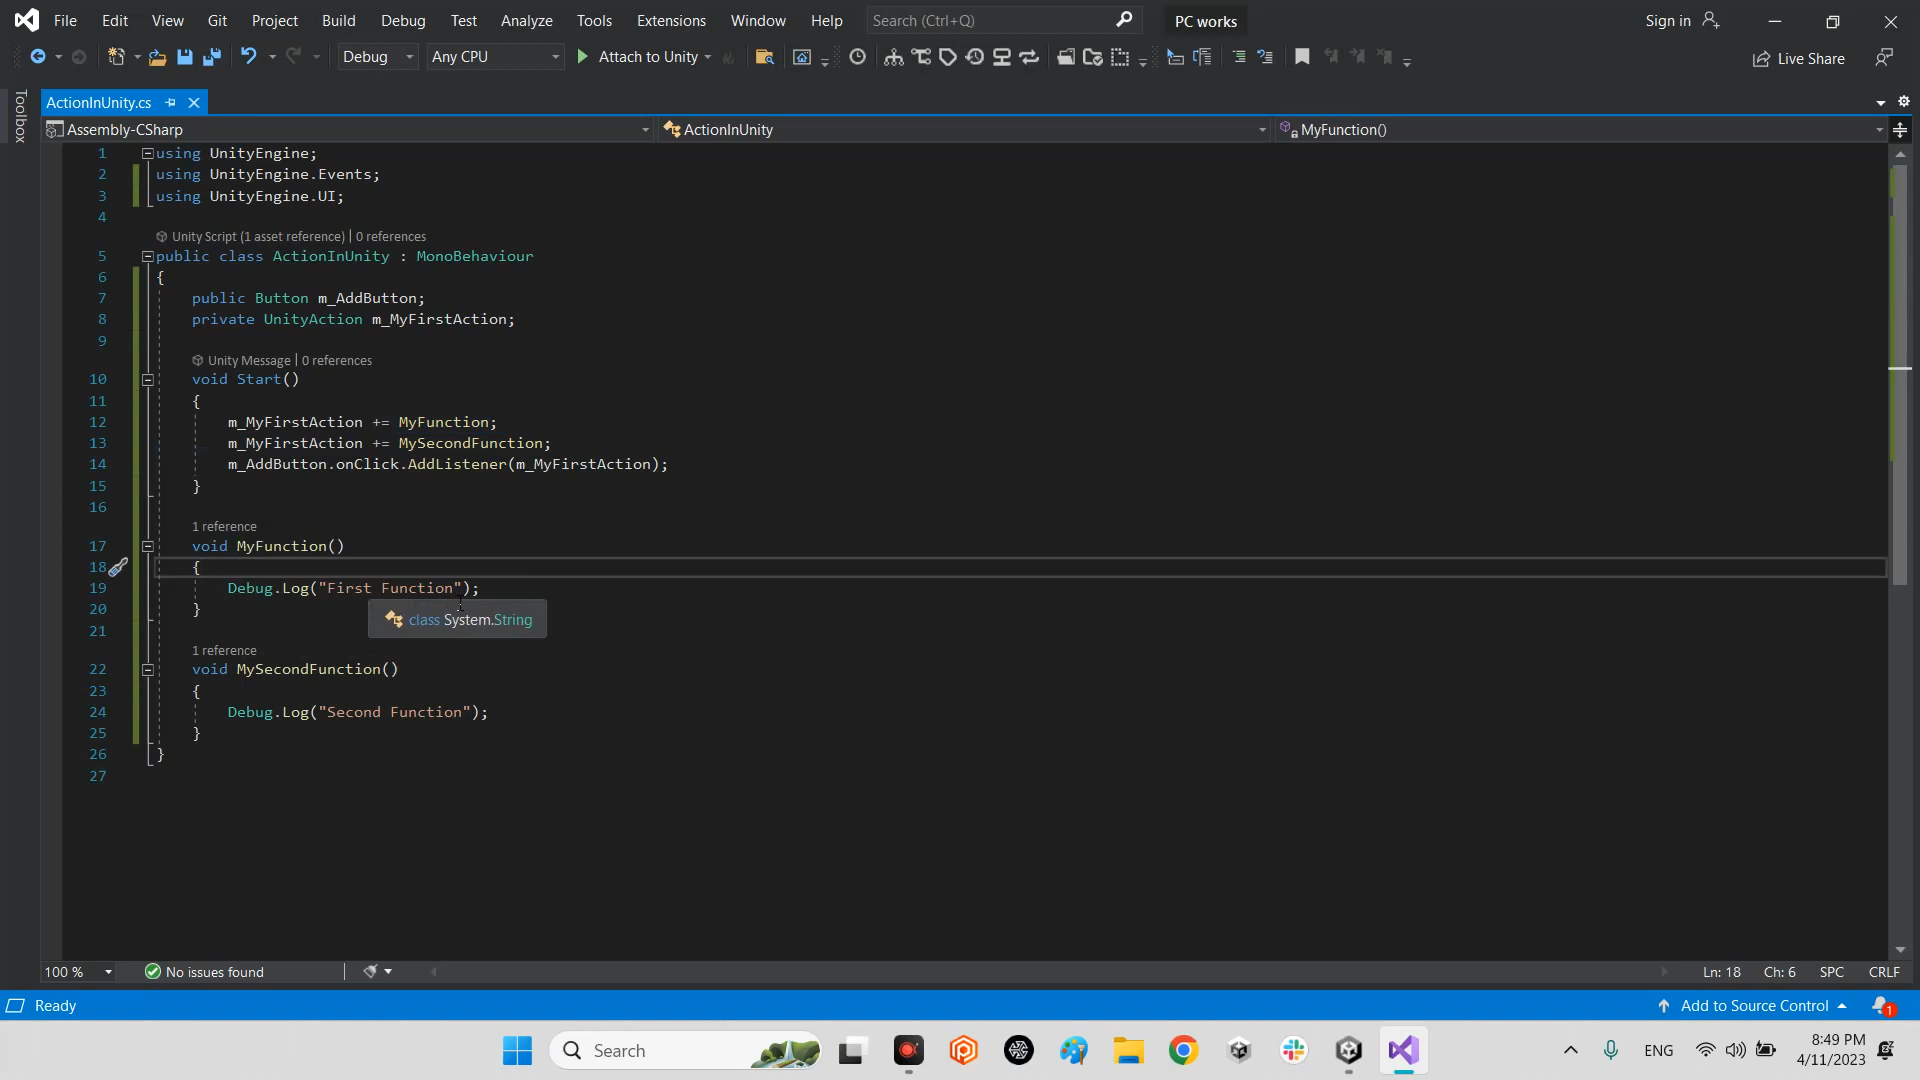 File Edit View Git Project Build Debug Test Analyze Tools Extensions Window Help Search (Ctrl+Q) PC works Sign in
Debug Any CPU Attach to Unity Live Share
Toolbox
ActionInUnity.cs
Assembly-CSharp ActionInUnity MyFunction()
1 using UnityEngine;
2 using UnityEngine.Events;
3 using UnityEngine.UI;
4
Unity Script (1 asset reference) | 0 references
5 public class ActionInUnity : MonoBehaviour
6 {
7 public Button m_AddButton;
8 private UnityAction m_MyFirstAction;
9
Unity Message | 0 references
10 void Start()
11 {
12 m_MyFirstAction += MyFunction;
13 m_MyFirstAction += MySecondFunction;
14 m_AddButton.onClick.AddListener(m_MyFirstAction);
15 }
16
1 reference
17 void MyFunction()
18 {
19 Debug.Log("First Function");
20 }
class System.String
21
1 reference
22 void MySecondFunction()
23 {
24 Debug.Log("Second Function");
25 }
26 }
27
100 % No issues found Ln: 18 Ch: 6 SPC CRLF
Ready Add to Source Control 1
Search ENG 8:49 PM
4/11/2023